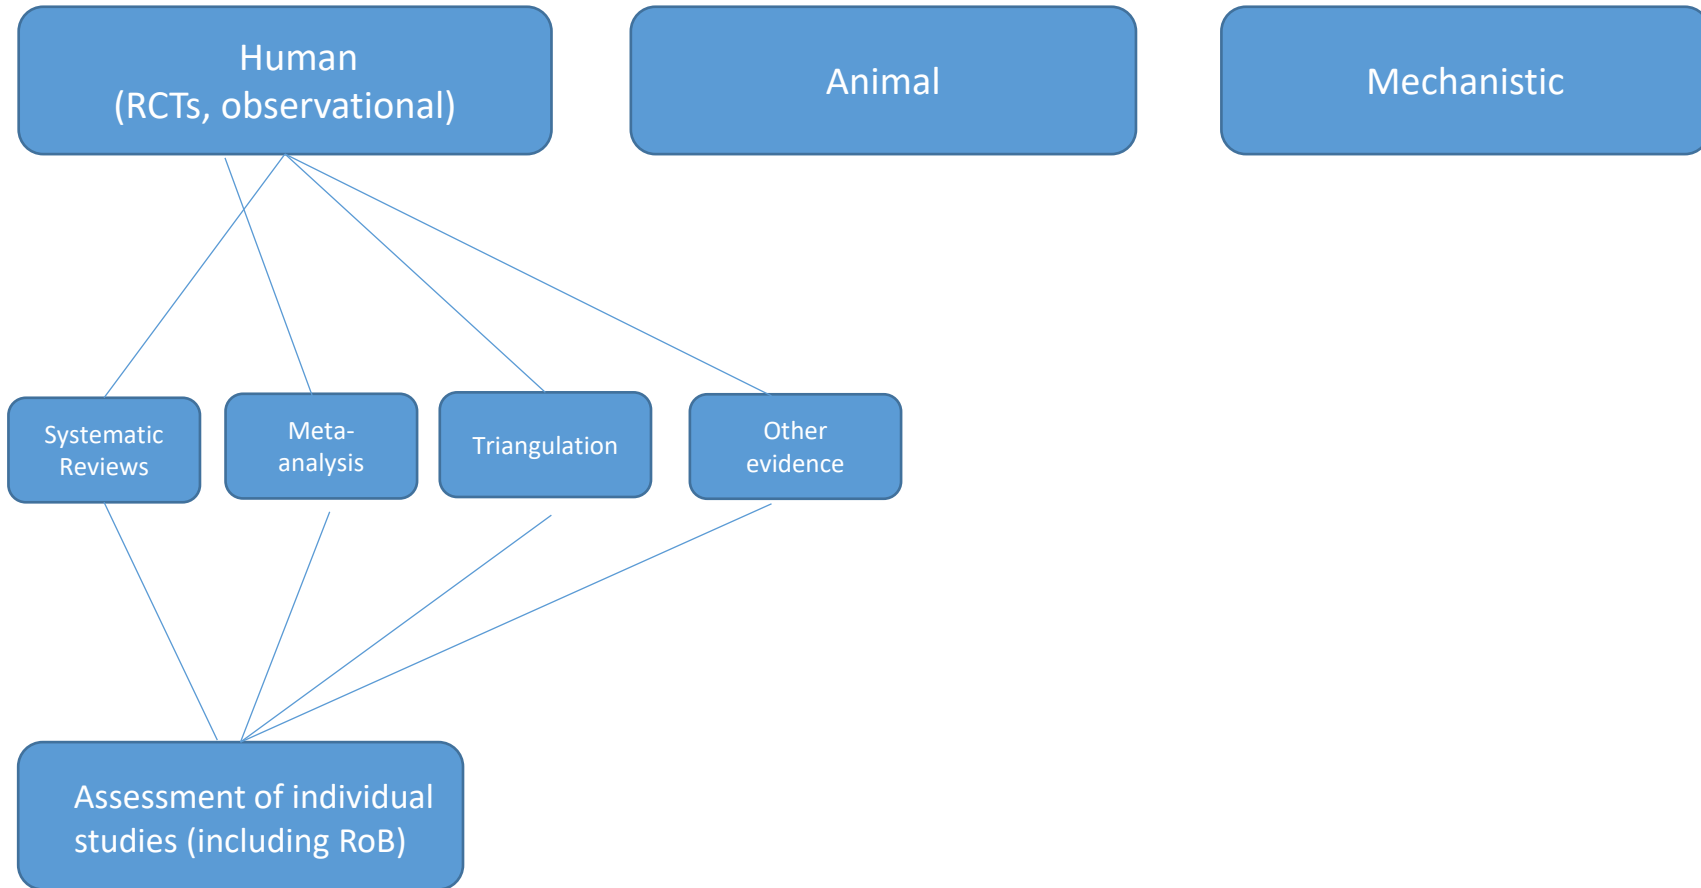 Human
(RCTs, observational)
Animal
Mechanistic
Systematic
Reviews
Meta-
analysis
Triangulation
Other
evidence
Assessment of individual
studies (including RoB)